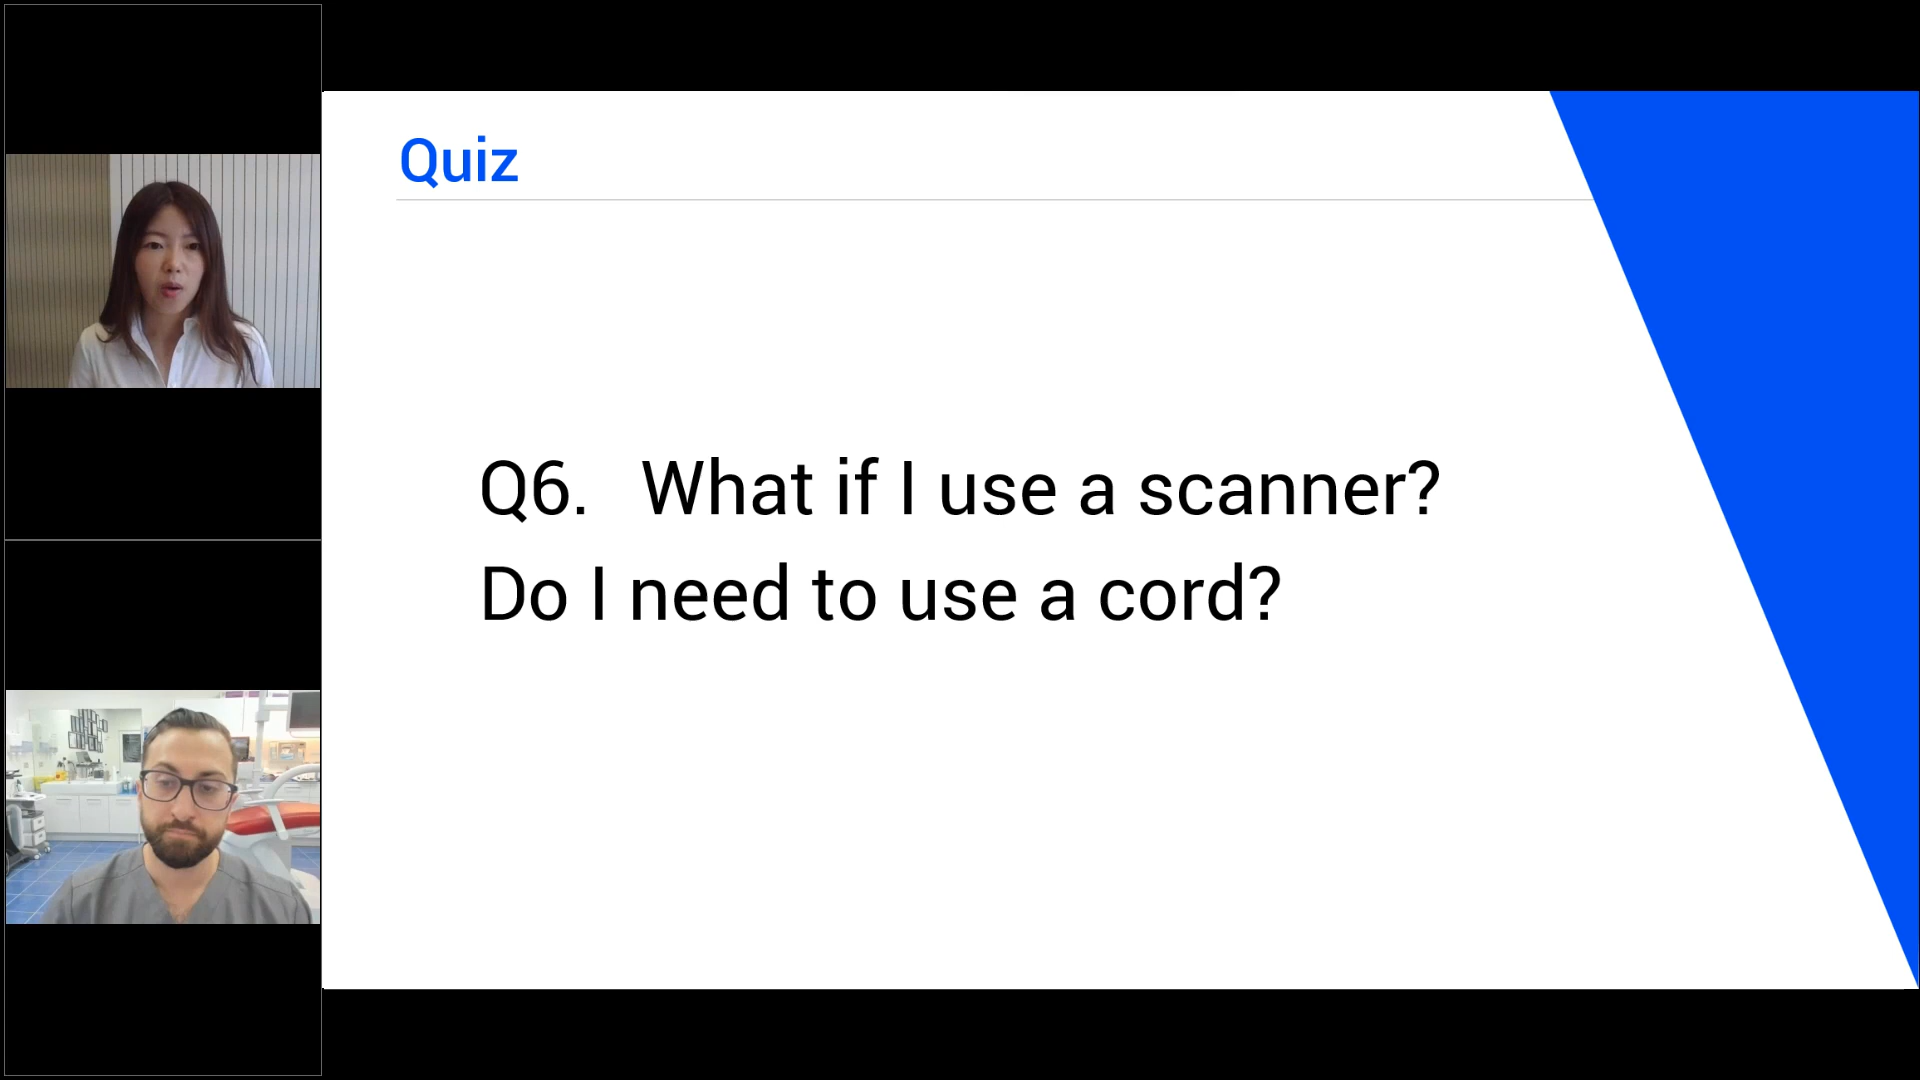 Quiz
Q6. What if I use a scanner?
Do I need to use a cord?